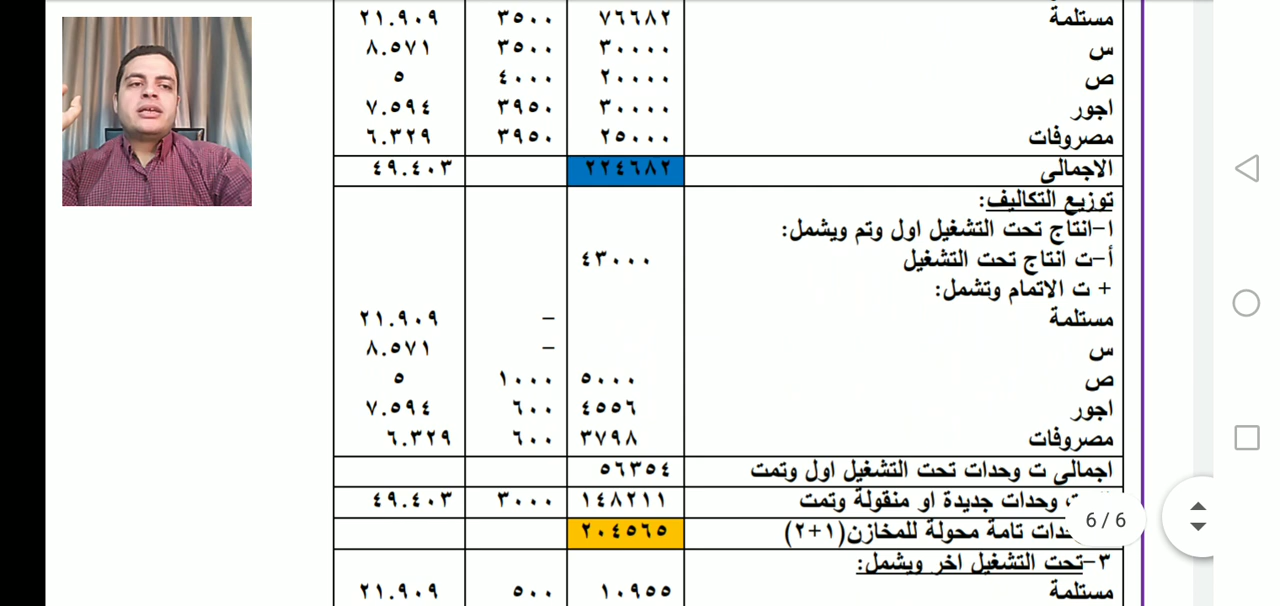 مستلمة ٧٦٦٨٢ ٣٥٠٠ ٢١.٩٠٩
س ٣٠٠٠٠ ٣٥٠٠ ٨.٥٧١
ص ٢٠٠٠٠ ٤٠٠٠ ٥
اجور ٣٠٠٠٠ ٣٩٥٠ ٧.٥٩٤
مصروفات ٢٥٠٠٠ ٣٩٥٠ ٦.٣٢٩
الاجمالى ٢٢٤٦٨٢ ٤٩.٤٠٣
توزيع التكاليف:
١-انتاج تحت التشغيل اول وتم ويشمل:
أ-ت انتاج تحت التشغيل ٤٣٠٠٠
+ ت الاتمام وتشمل:
مستلمة – ٢١.٩٠٩
س – ٨.٥٧١
ص ٥٠٠٠ ١٠٠٠ ٥
اجور ٤٥٥٦ ٦٠٠ ٧.٥٩٤
مصروفات ٣٧٩٨ ٦٠٠ ٦.٣٢٩
اجمالى ت وحدات تحت التشغيل اول وتمت ٥٦٣٥٤
وحدات جديدة او منقولة وتمت ١٤٨٢١١ ٣٠٠٠ ٤٩.٤٠٣
تامة محولة للمخازن(١+٢) ٢٠٤٥٦٥
6 / 6
٣-تحت التشغيل اخر ويشمل:
مستلمة ١٠٩٥٥ ٥٠٠ ٢١.٩٠٩